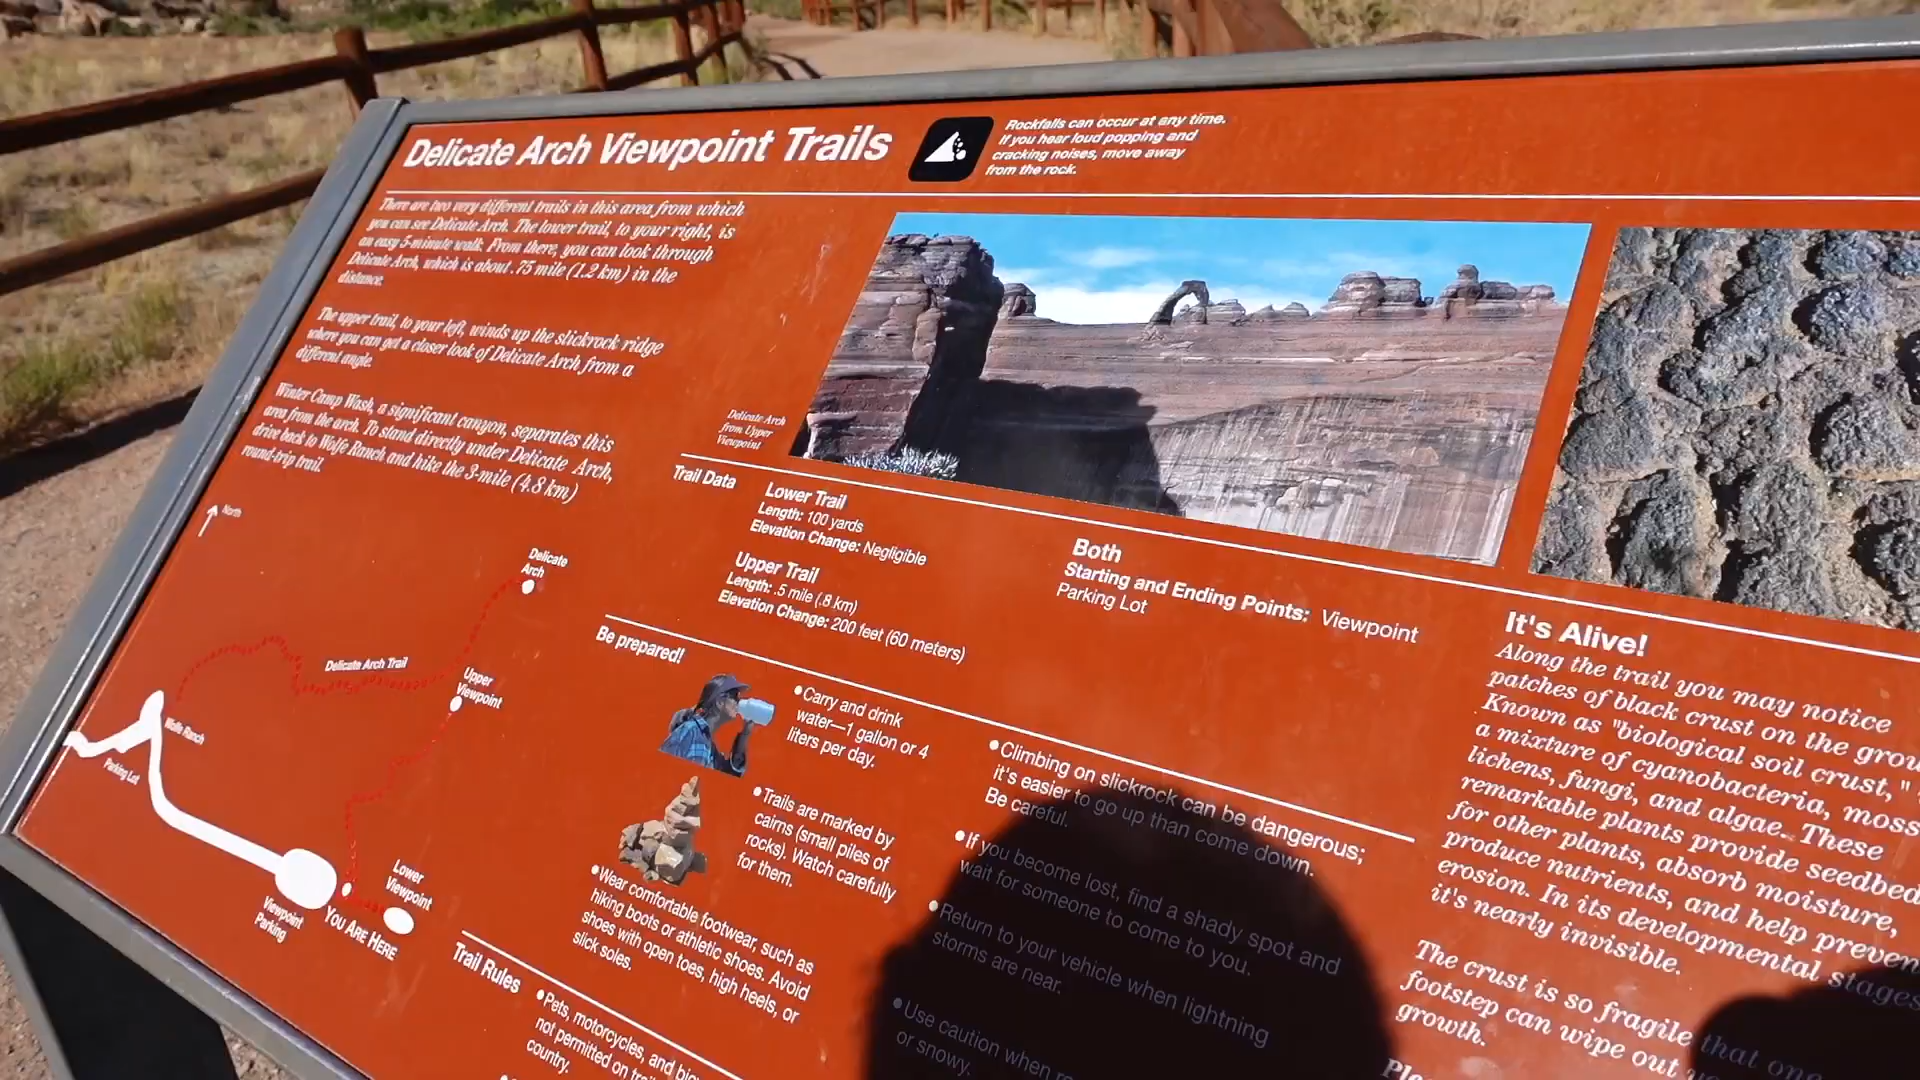 Delicate Arch Viewpoint Trails
Rockfalls can occur at any time.
If you hear loud popping and
cracking noises, move away
from the rock.
There are two very different trails in this area from which
you can see Delicate Arch. The lower trail, to your right, is
an easy 5-minute walk. From there, you can look through
Delicate Arch, which is about .75 mile (1.2 km) in the
distance.
The upper trail, to your left, winds up the slickrock ridge
where you can get a closer look of Delicate Arch from a
different angle.
Winter Camp Wash, a significant canyon, separates this
area from the arch. To stand directly under Delicate Arch,
drive back to Wolfe Ranch and hike the 3-mile (4.8 km)
round-trip trail.
Delicate Arch
from Upper
Viewpoint
North
Delicate
Arch
Delicate Arch Trail
Upper
Viewpoint
Wolfe Ranch
Parking Lot
Viewpoint
Parking
YOU ARE HERE
Lower
Viewpoint
Trail Data
Lower Trail
Length: 100 yards
Elevation Change: Negligible
Upper Trail
Length: .5 mile (.8 km)
Elevation Change: 200 feet (60 meters)
Both
Starting and Ending Points: Viewpoint
Parking Lot
Be prepared!
•Carry and drink
water—1 gallon or 4
liters per day.
•Trails are marked by
cairns (small piles of
rocks). Watch carefully
for them.
•Wear comfortable footwear, such as
hiking boots or athletic shoes. Avoid
shoes with open toes, high heels, or
slick soles.
•Climbing on slickrock can be dangerous;
it's easier to go up than come down.
Be careful.
•If you become lost, find a shady spot and
wait for someone to come to you.
•Return to your vehicle when lightning
storms are near.
•Use caution when
or snowy.
Trail Rules
•Pets, motorcycles, and
not permitted on
country.
It's Alive!
Along the trail you may notice
patches of black crust on the
Known as "biological soil crust,"
a mixture of cyanobacteria,
lichens, fungi, and algae. These
remarkable plants provide
for other plants, absorb moisture,
produce nutrients, and help
erosion. In its developmental stages
it's nearly invisible.
The crust is so fragile that one
footstep can wipe out
growth.